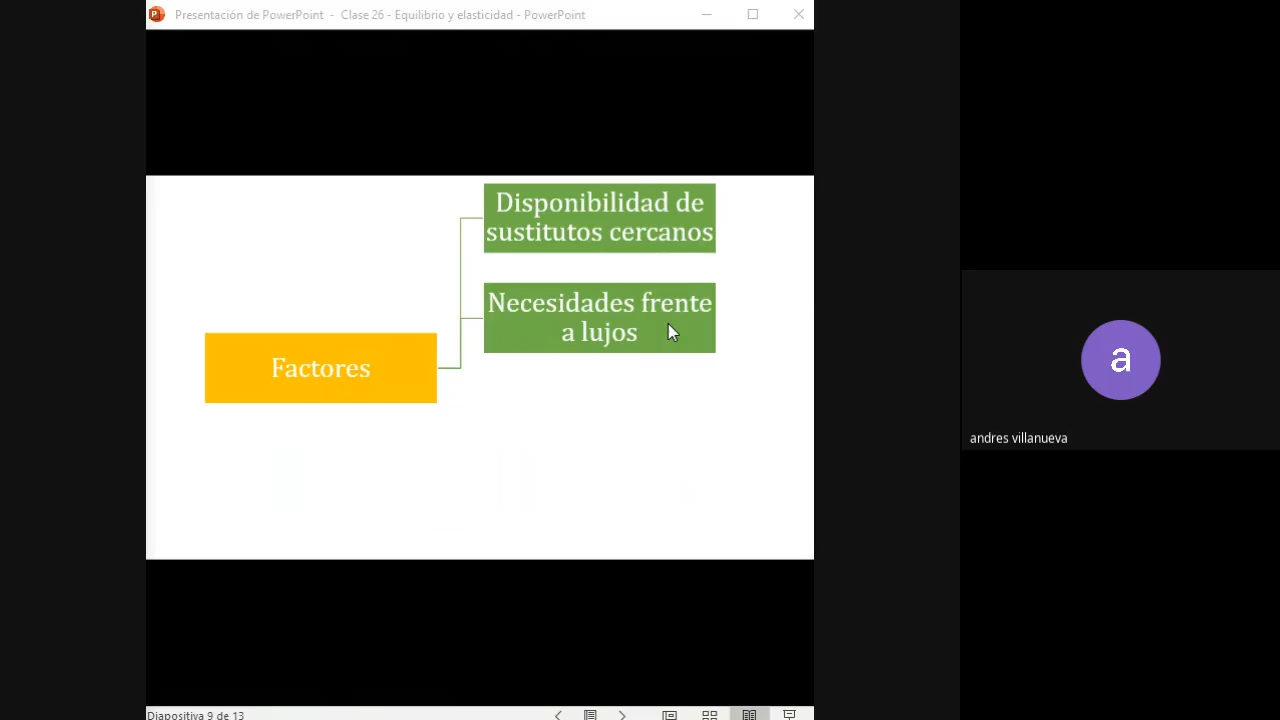 Presentación de PowerPoint - Clase 26 - Equilibrio y elasticidad - PowerPoint
Disponibilidad de
sustitutos cercanos
Necesidades frente
a lujos
Factores
a
andres villanueva
Diapositiva 9 de 13